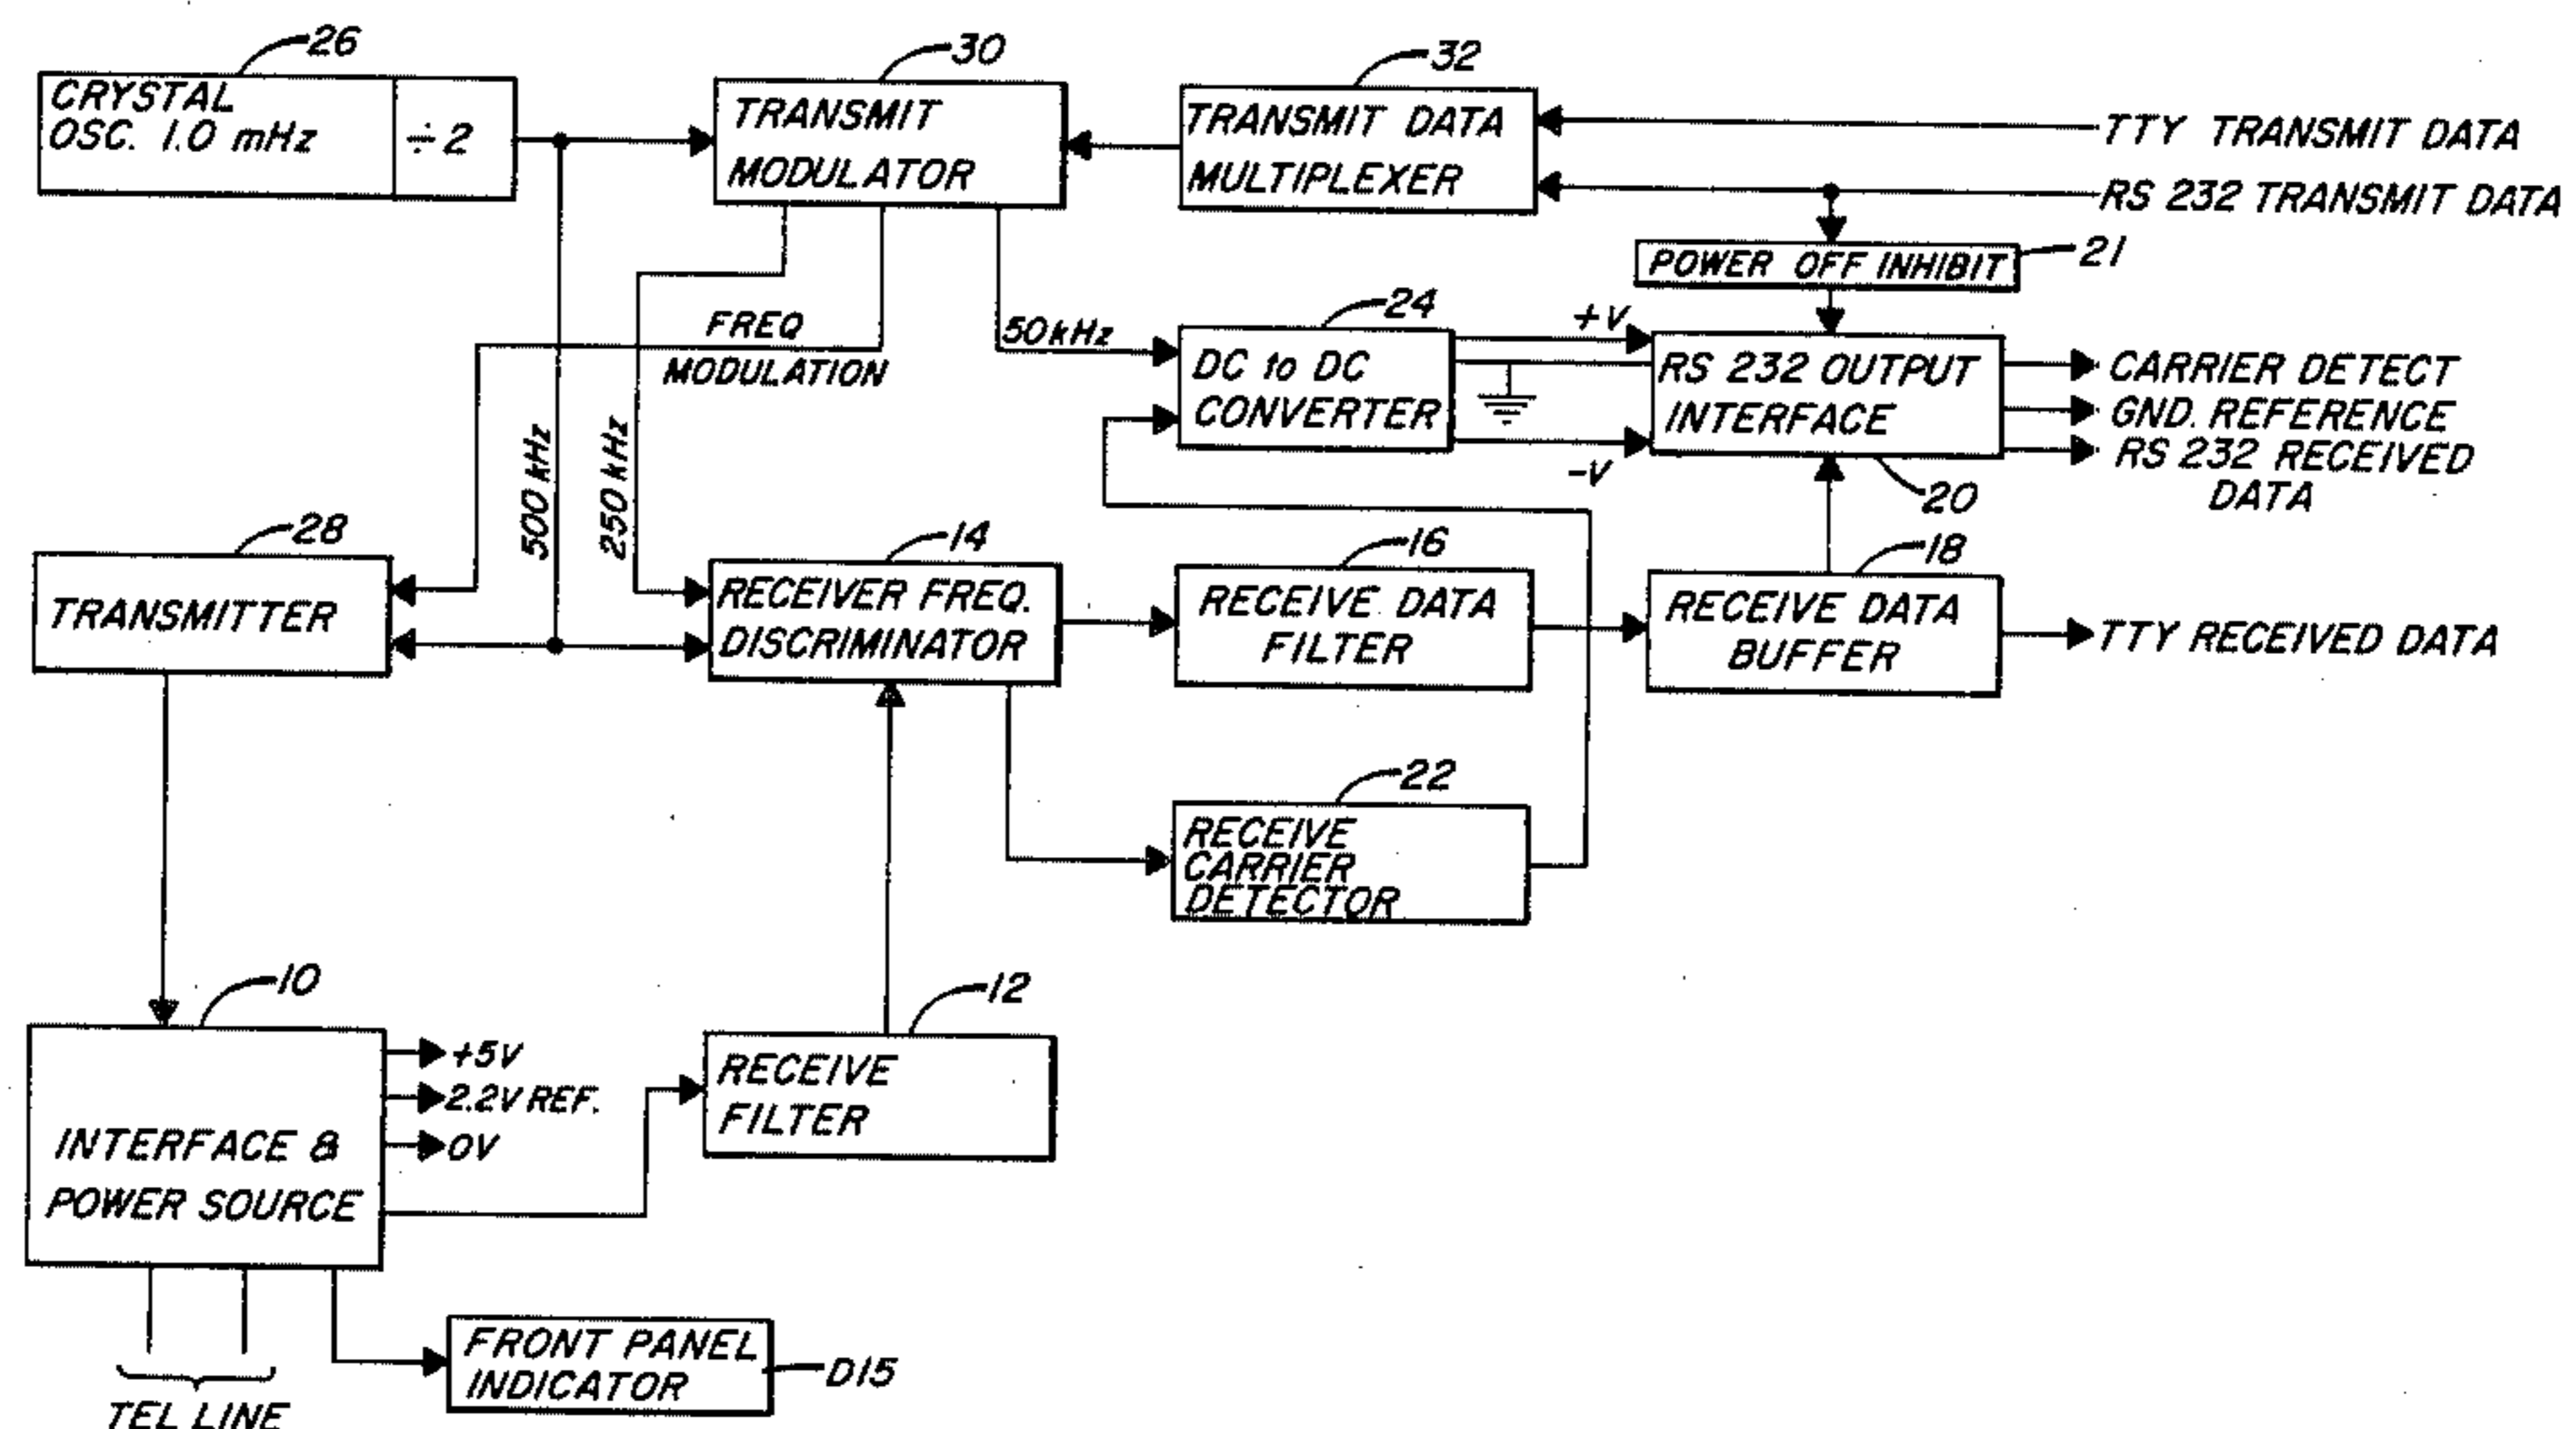 26
CRYSTAL
OSC. 1.0 mHz
÷2
30
TRANSMIT
MODULATOR
32
TRANSMIT DATA
MULTIPLEXER
TTY TRANSMIT DATA
RS 232 TRANSMIT DATA
POWER OFF INHIBIT
21
FREQ
MODULATION
50 kHz
24
DC to DC
CONVERTER
+V
-V
RS 232 OUTPUT
INTERFACE
20
CARRIER DETECT
GND. REFERENCE
RS 232 RECEIVED
DATA
500 kHz
250 kHz
28
TRANSMITTER
14
RECEIVER FREQ.
DISCRIMINATOR
16
RECEIVE DATA
FILTER
18
RECEIVE DATA
BUFFER
TTY RECEIVED DATA
22
RECEIVE
CARRIER
DETECTOR
10
INTERFACE &
POWER SOURCE
+5V
2.2V REF.
0V
12
RECEIVE
FILTER
FRONT PANEL
INDICATOR
D15
TEL LINE